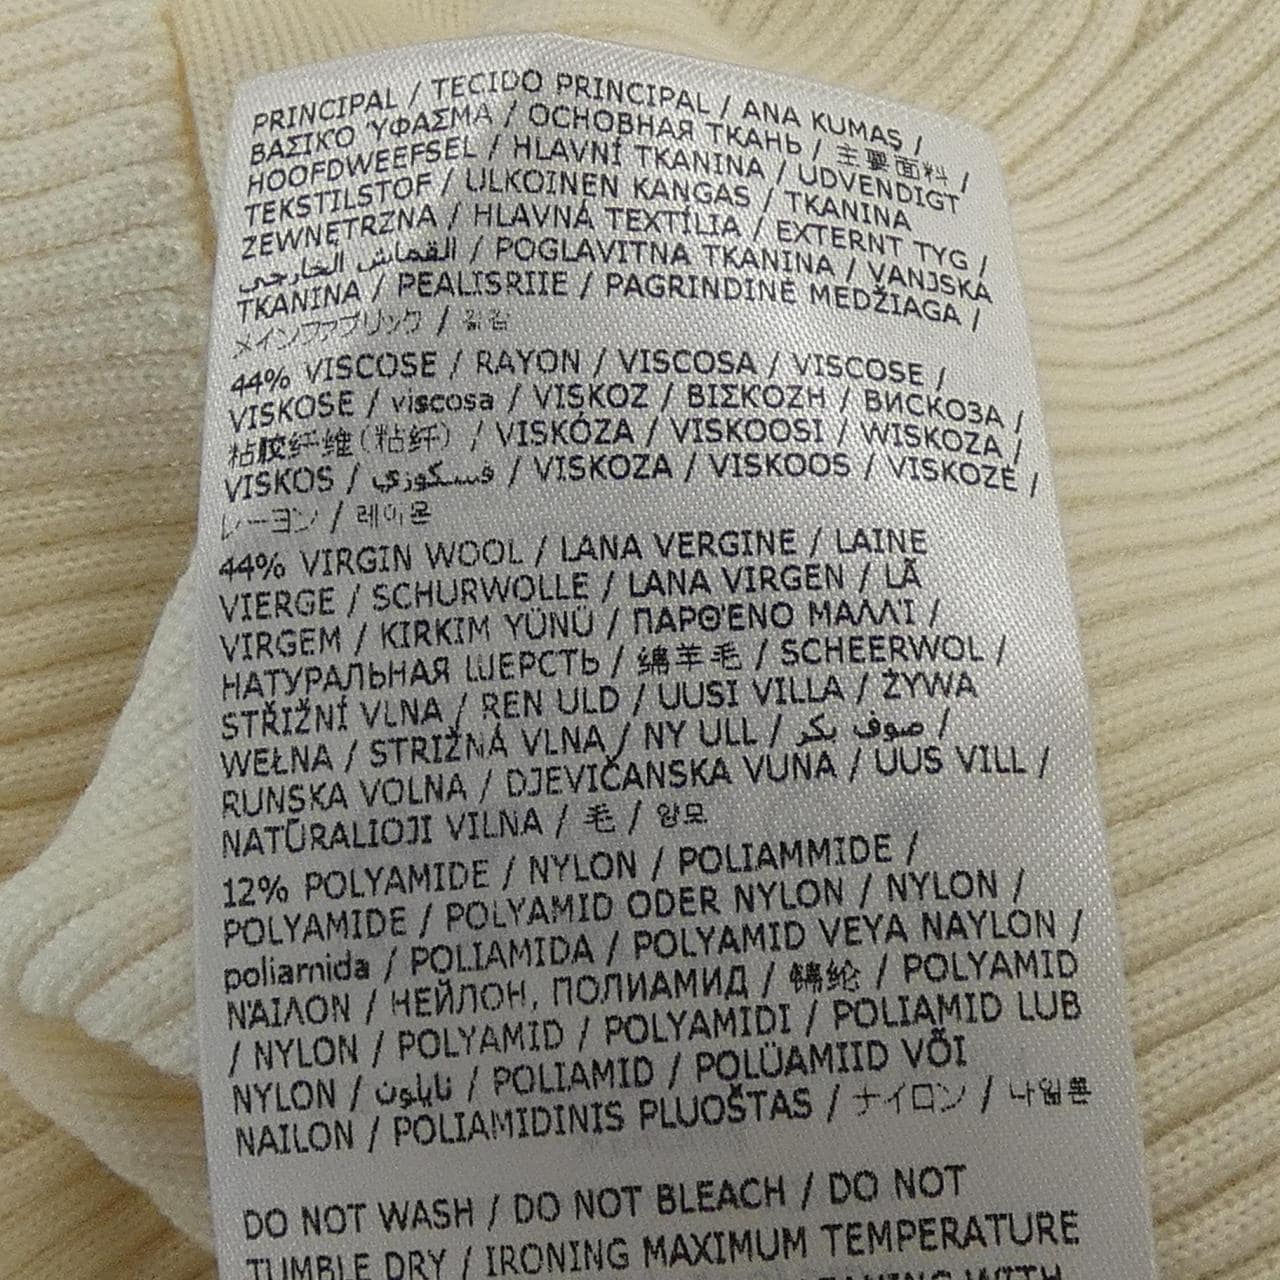 PRINCIPAL / TECIDO PRINCIPAL / ANA KUMAŞ /
ΒΑΣΙΚΟ ΎΦΑΣΜΑ / ОСНОВНАЯ ТКАНЬ / 主要面料 /
HOOFDWEEFSEL / HLAVNÍ TKANINA / UDVENDIGT
TEKSTILSTOF / ULKOINEN KANGAS / TKANINA
ZEWNĘTRZNA / HLAVNÁ TEXTÍLIA / EXTERNT TYG /
القماش الخارجي / POGLAVITNA TKANINA / VANJSKA
TKANINA / PEALISRIIE / PAGRINDINĖ MEDŽIAGA /
メインファブリック / 겉감
44% VISCOSE / RAYON / VISCOSA / VISCOSE /
VISKOSE / viscosa / VISKOZ / ΒΙΣΚΟΖΗ / ВИСКОЗА /
粘胶纤维(粘纤) / VISKÓZA / VISKOOSI / WISKOZA /
VISKOS / فسكوزي / VISKOZA / VISKOOS / VISKOZĖ /
レーヨン / 레이온
44% VIRGIN WOOL / LANA VERGINE / LAINE
VIERGE / SCHURWOLLE / LANA VIRGEN / LÃ
VIRGEM / KIRKIM YÜNÜ / ΠΑΡΘΈΝΟ ΜΑΛΛΊ /
НАТУРАЛЬНАЯ ШЕРСТЬ / 绵羊毛 / SCHEERWOL /
STŘIŽNÍ VLNA / REN ULD / UUSI VILLA / ŻYWA
WEŁNA / STRIŽNÁ VLNA / NY ULL / صوف بكر /
RUNSKA VOLNA / DJEVIČANSKA VUNA / UUS VILL /
NATŪRALIOJI VILNA / 毛 / 양모
12% POLYAMIDE / NYLON / POLIAMMIDE /
POLYAMIDE / POLYAMID ODER NYLON / NYLON /
poliamida / POLIAMIDA / POLYAMID VEYA NAYLON /
ΝΆΙΛΟΝ / НЕЙЛОН, ПОЛИАМИД / 锦纶 / POLYAMID
/ NYLON / POLYAMID / POLYAMIDI / POLIAMID LUB
NYLON / نايلون / POLIAMID / POLÜAMIID VÕI
NAILON / POLIAMIDINIS PLUOŠTAS / ナイロン / 나일론
DO NOT WASH / DO NOT BLEACH / DO NOT
TUMBLE DRY / IRONING MAXIMUM TEMPERATURE